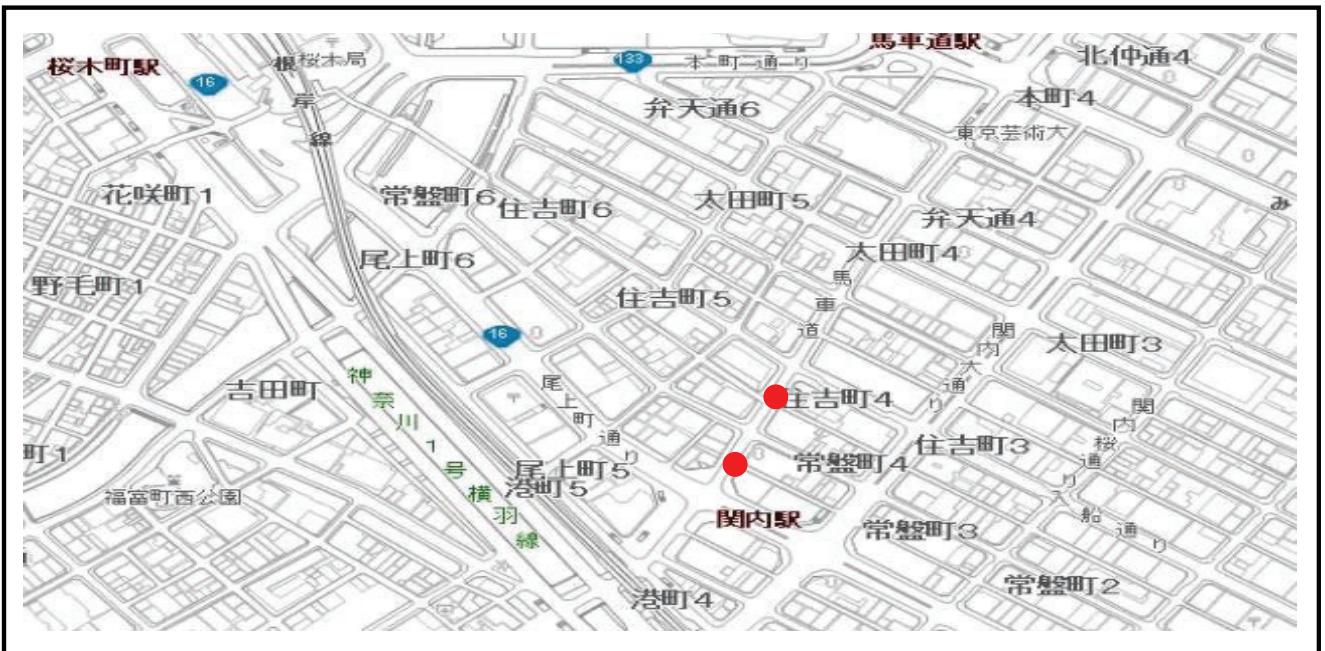 馬車道駅
桜木町駅
桜木局
北仲通4
133
本町通り
16
根岸線
本町4
弁天通6
東京芸術大
花咲町1
常盤町6
住吉町6
太田町5
み
弁天通4
太田町4
尾上町6
野毛町1
住吉町5
馬車道
関内大通り
太田町3
16
吉田町
神奈川1号横羽線
尾上町通り
住吉町4
関内桜通り
町1
住吉町3
常盤町4
尾上町5
港町5
福富町西公園
関内駅
入船通り
常盤町3
港町4
常盤町2